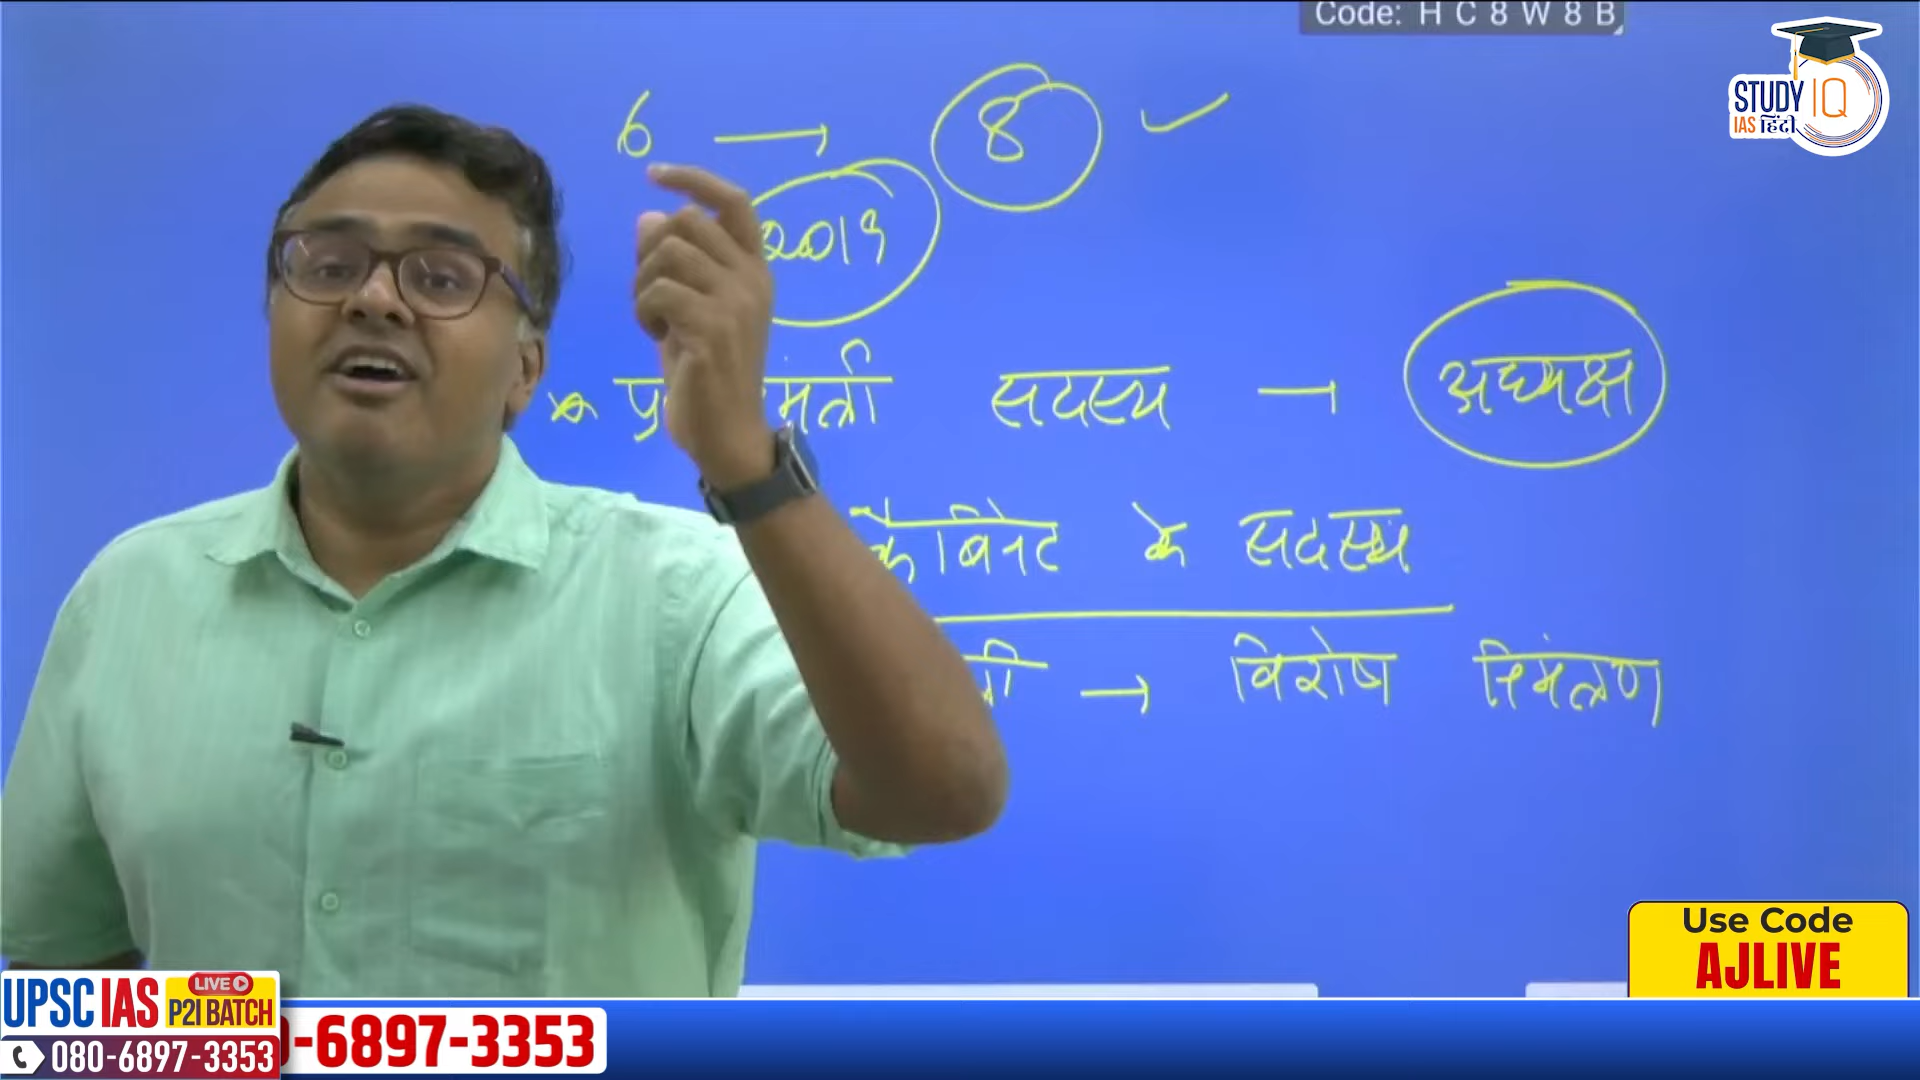 Code: H C 8 W 8 B
STUDY IQ
IAS हिंदी
6 → 8 ✓
2019
सदस्य → अध्यक्ष
कैबिनेट के सदस्य
→ विशेष निमंत्रण
Use Code
AJLIVE
LIVE
UPSC IAS P2I BATCH
080-6897-3353
-6897-3353